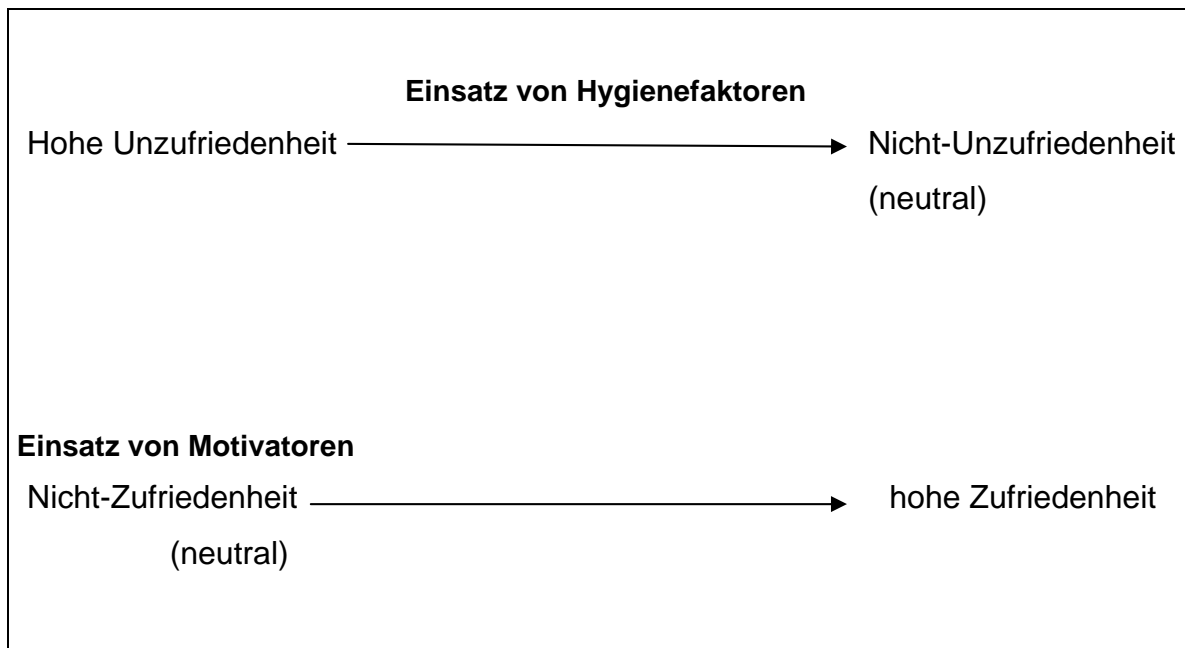 Einsatz von Hygienefaktoren
Hohe Unzufriedenheit Nicht-Unzufriedenheit
(neutral)
Einsatz von Motivatoren
Nicht-Zufriedenheit hohe Zufriedenheit
(neutral)